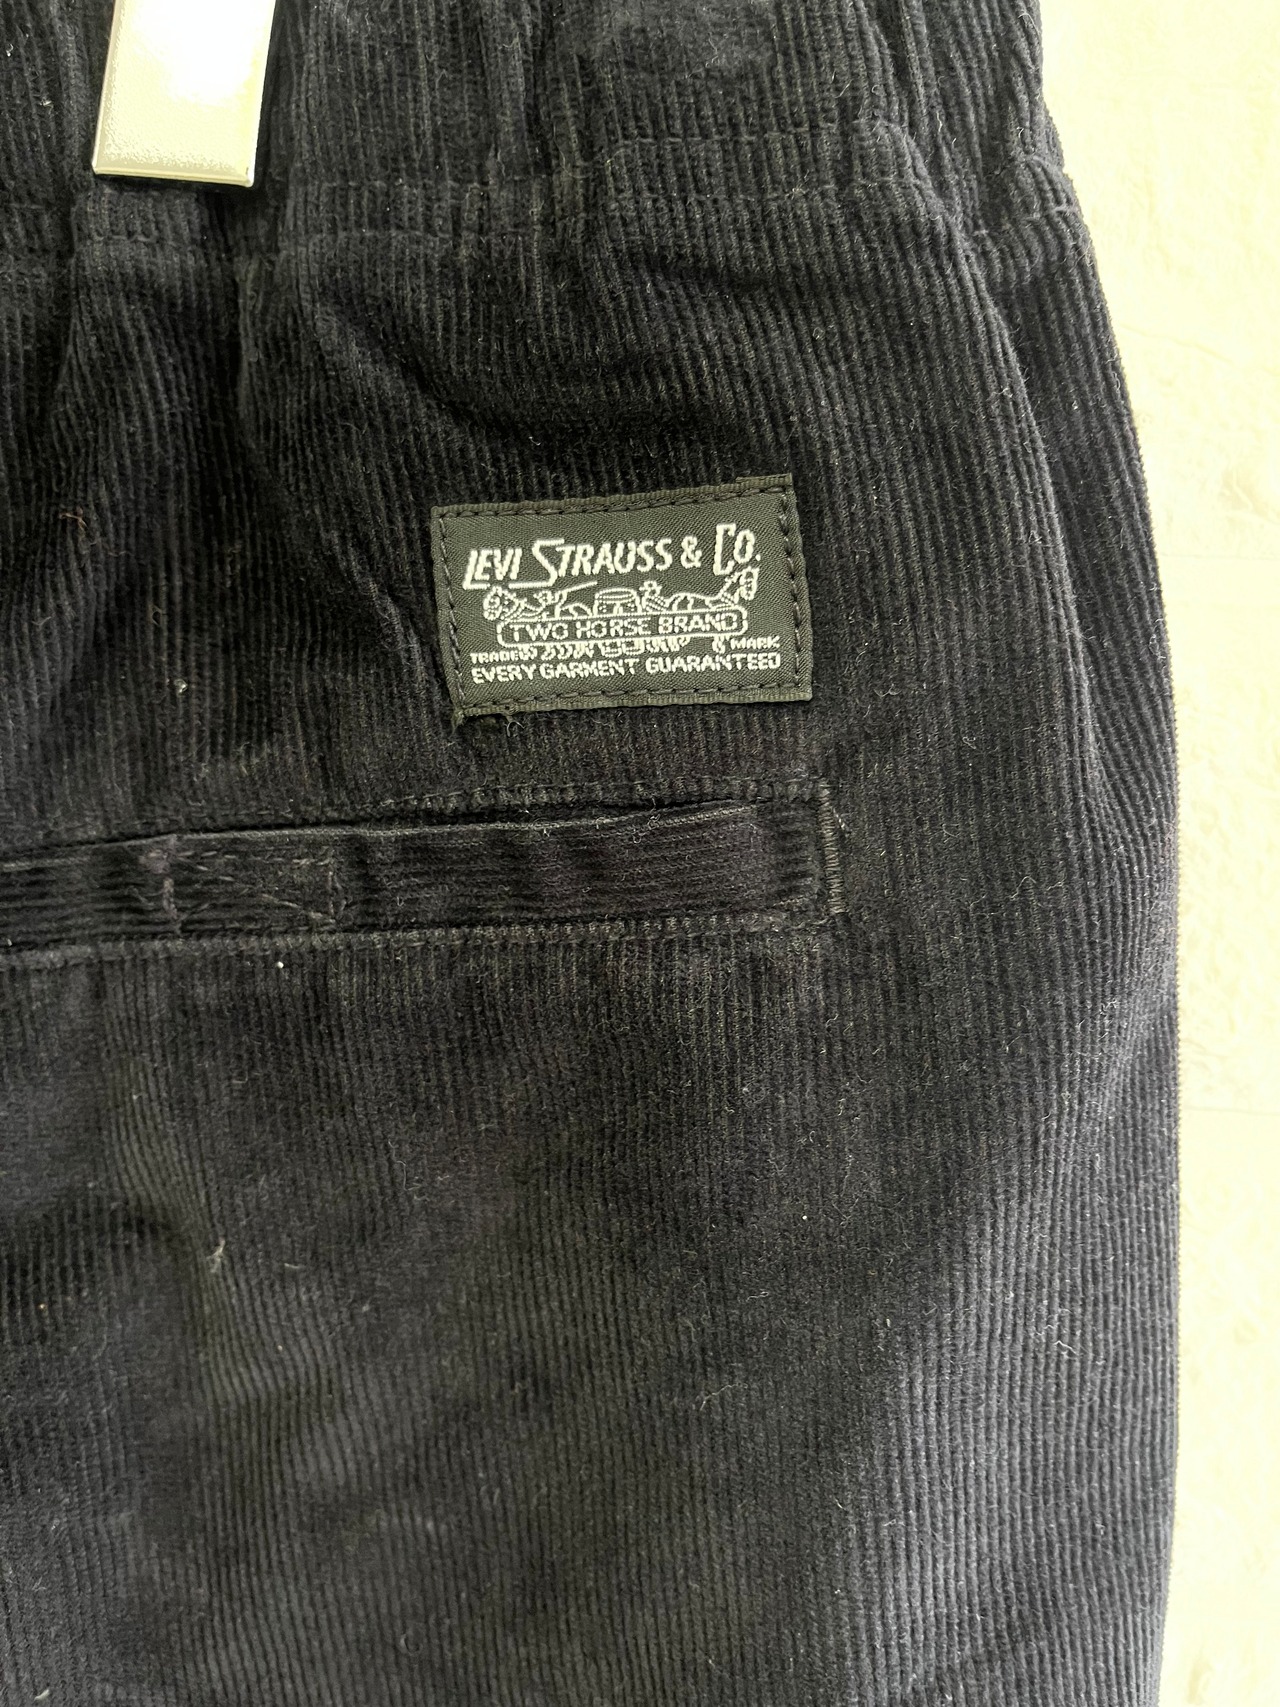 LEVI STRAUSS & CO.
TWO HORSE BRAND
TRADE MARK
EVERY GARMENT GUARANTEED